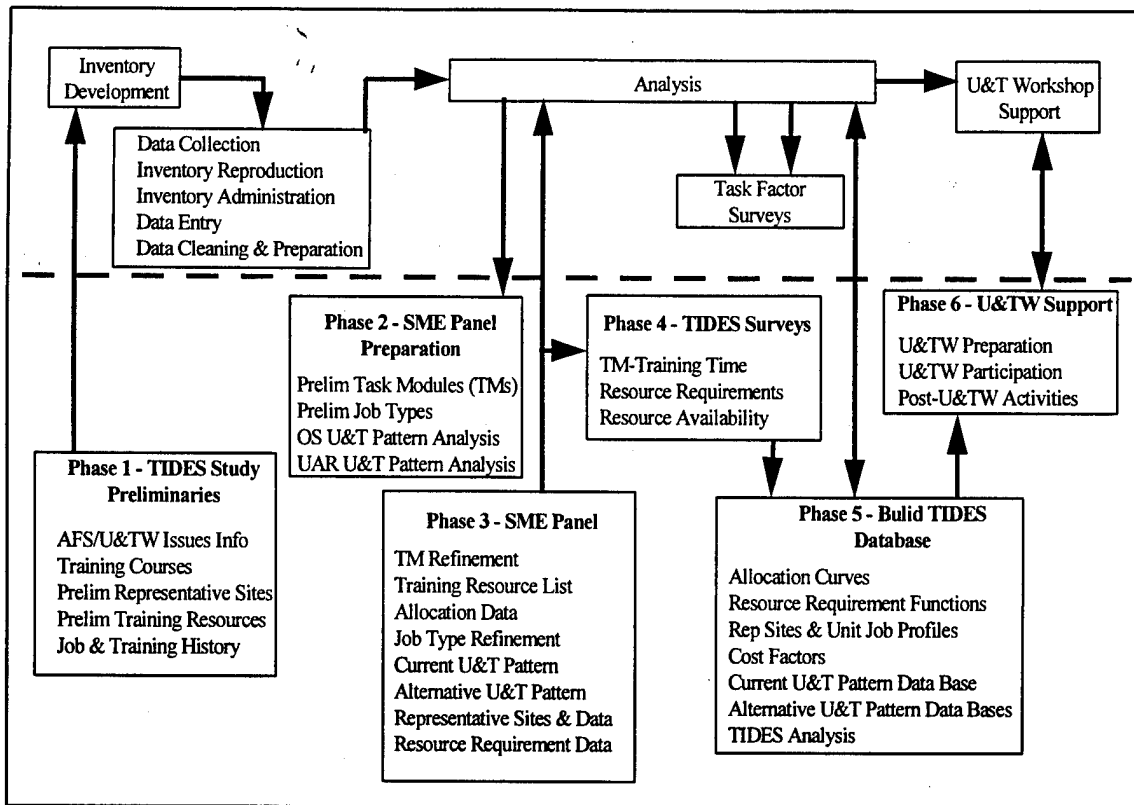 Inventory
Development
Analysis
U&T Workshop
Support
Data Collection
Inventory Reproduction
Inventory Administration
Data Entry
Data Cleaning & Preparation
Task Factor
Surveys
Phase 2 - SME Panel
Preparation
Prelim Task Modules (TMs)
Prelim Job Types
OS U&T Pattern Analysis
UAR U&T Pattern Analysis
Phase 4 - TIDES Surveys
TM-Training Time
Resource Requirements
Resource Availability
Phase 6 - U&TW Support
U&TW Preparation
U&TW Participation
Post-U&TW Activities
Phase 1 - TIDES Study
Preliminaries
AFS/U&TW Issues Info
Training Courses
Prelim Representative Sites
Prelim Training Resources
Job & Training History
Phase 3 - SME Panel
TM Refinement
Training Resource List
Allocation Data
Job Type Refinement
Current U&T Pattern
Alternative U&T Pattern
Representative Sites & Data
Resource Requirement Data
Phase 5 - Bulid TIDES
Database
Allocation Curves
Resource Requirement Functions
Rep Sites & Unit Job Profiles
Cost Factors
Current U&T Pattern Data Base
Alternative U&T Pattern Data Bases
TIDES Analysis